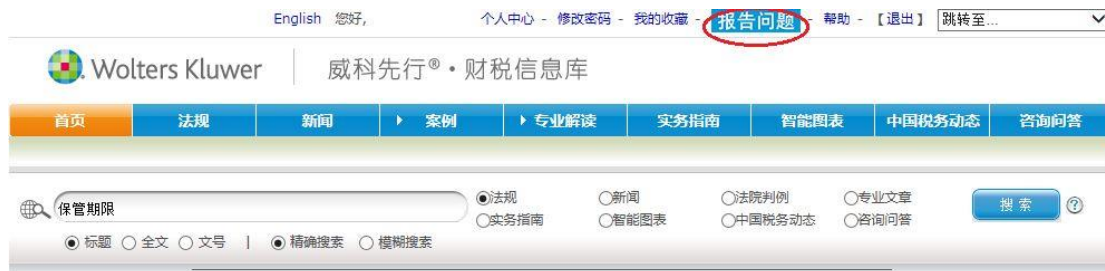 English 您好, 个人中心 - 修改密码 - 我的收藏 - 报告问题 - 帮助 - 【退出】 跳转至...
Wolters Kluwer | 威科先行®·财税信息库
首页 法规 新闻 案例 专业解读 实务指南 智能图表 中国税务动态 咨询问答
保管期限 法规 新闻 法院判例 专业文章 搜索
实务指南 智能图表 中国税务动态 咨询问答
标题 全文 文号 | 精确搜索 模糊搜索